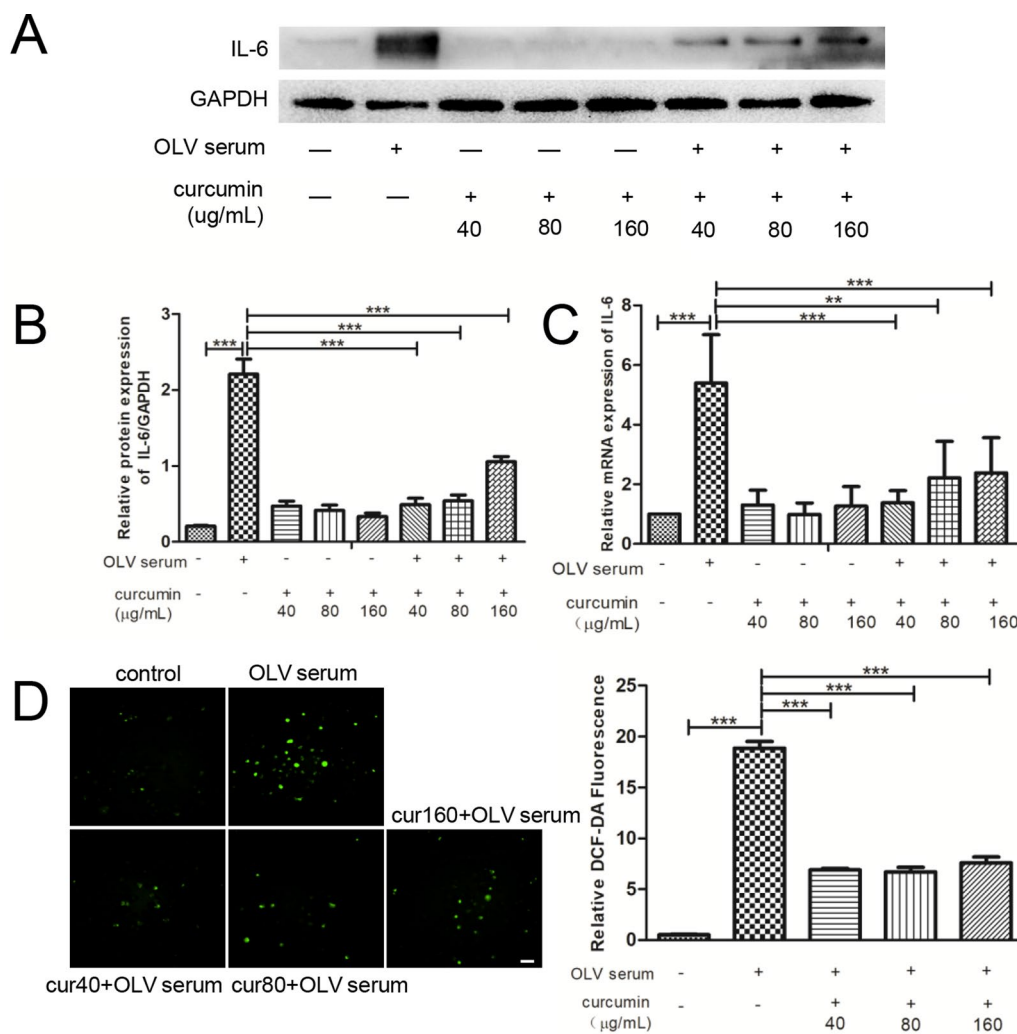 A
IL-6
GAPDH
OLV serum — + — — — + + +
curcumin
(ug/mL) — — + + + + + +
40 80 160 40 80 160
B
Relative protein expression
of IL-6/GAPDH
3
2
1
0
***
***
***
***
OLV serum - + - - - + + +
curcumin - - + + + + + +
(μg/mL) 40 80 160 40 80 160
C
Relative mRNA expression of IL-6
8
6
4
2
0
***
***
**
***
OLV serum - + - - - + + +
curcumin - - + + + + + +
(μg/mL) 40 80 160 40 80 160
D
control OLV serum
cur160+OLV serum
cur40+OLV serum cur80+OLV serum
Relative DCF-DA Fluorescence
25
20
15
10
5
0
***
***
***
***
OLV serum - + + + +
curcumin - - + + +
(μg/mL) 40 80 160